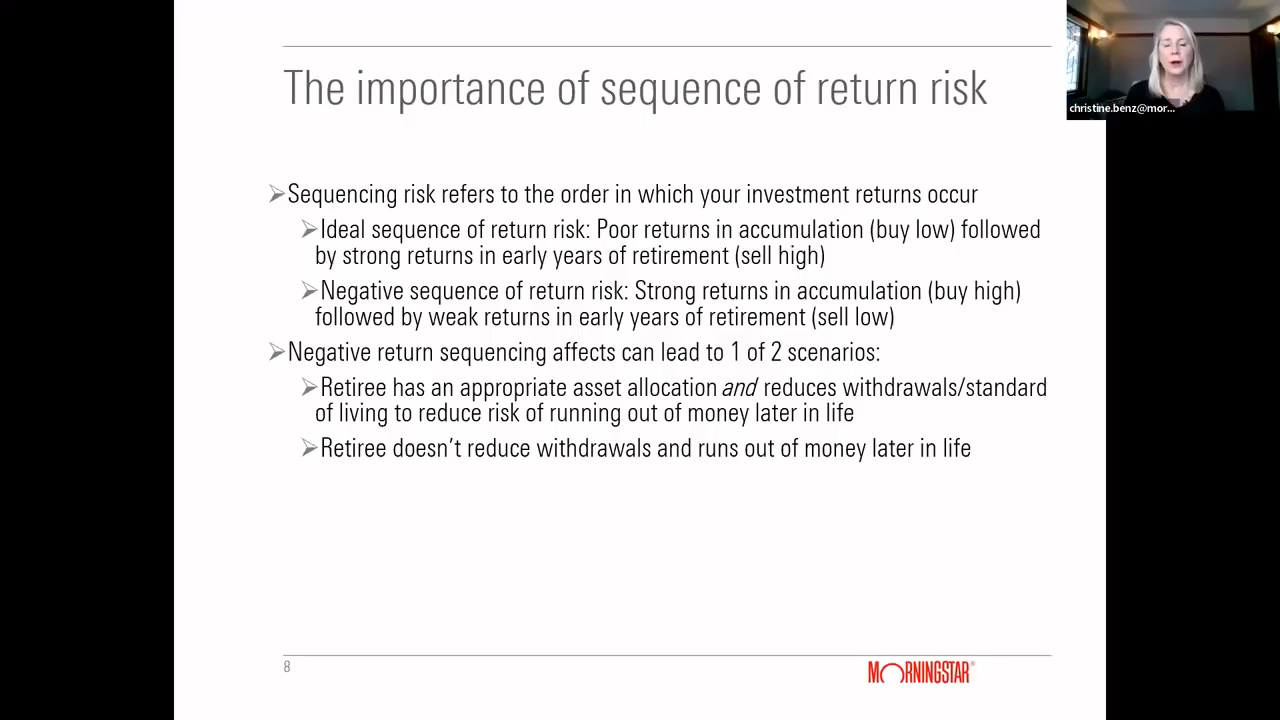 The importance of sequence of return risk
christine.benz@mor...
Sequencing risk refers to the order in which your investment returns occur
Ideal sequence of return risk: Poor returns in accumulation (buy low) followed
by strong returns in early years of retirement (sell high)
Negative sequence of return risk: Strong returns in accumulation (buy high)
followed by weak returns in early years of retirement (sell low)
Negative return sequencing affects can lead to 1 of 2 scenarios:
Retiree has an appropriate asset allocation and reduces withdrawals/standard
of living to reduce risk of running out of money later in life
Retiree doesn't reduce withdrawals and runs out of money later in life
8
MORNINGSTAR®